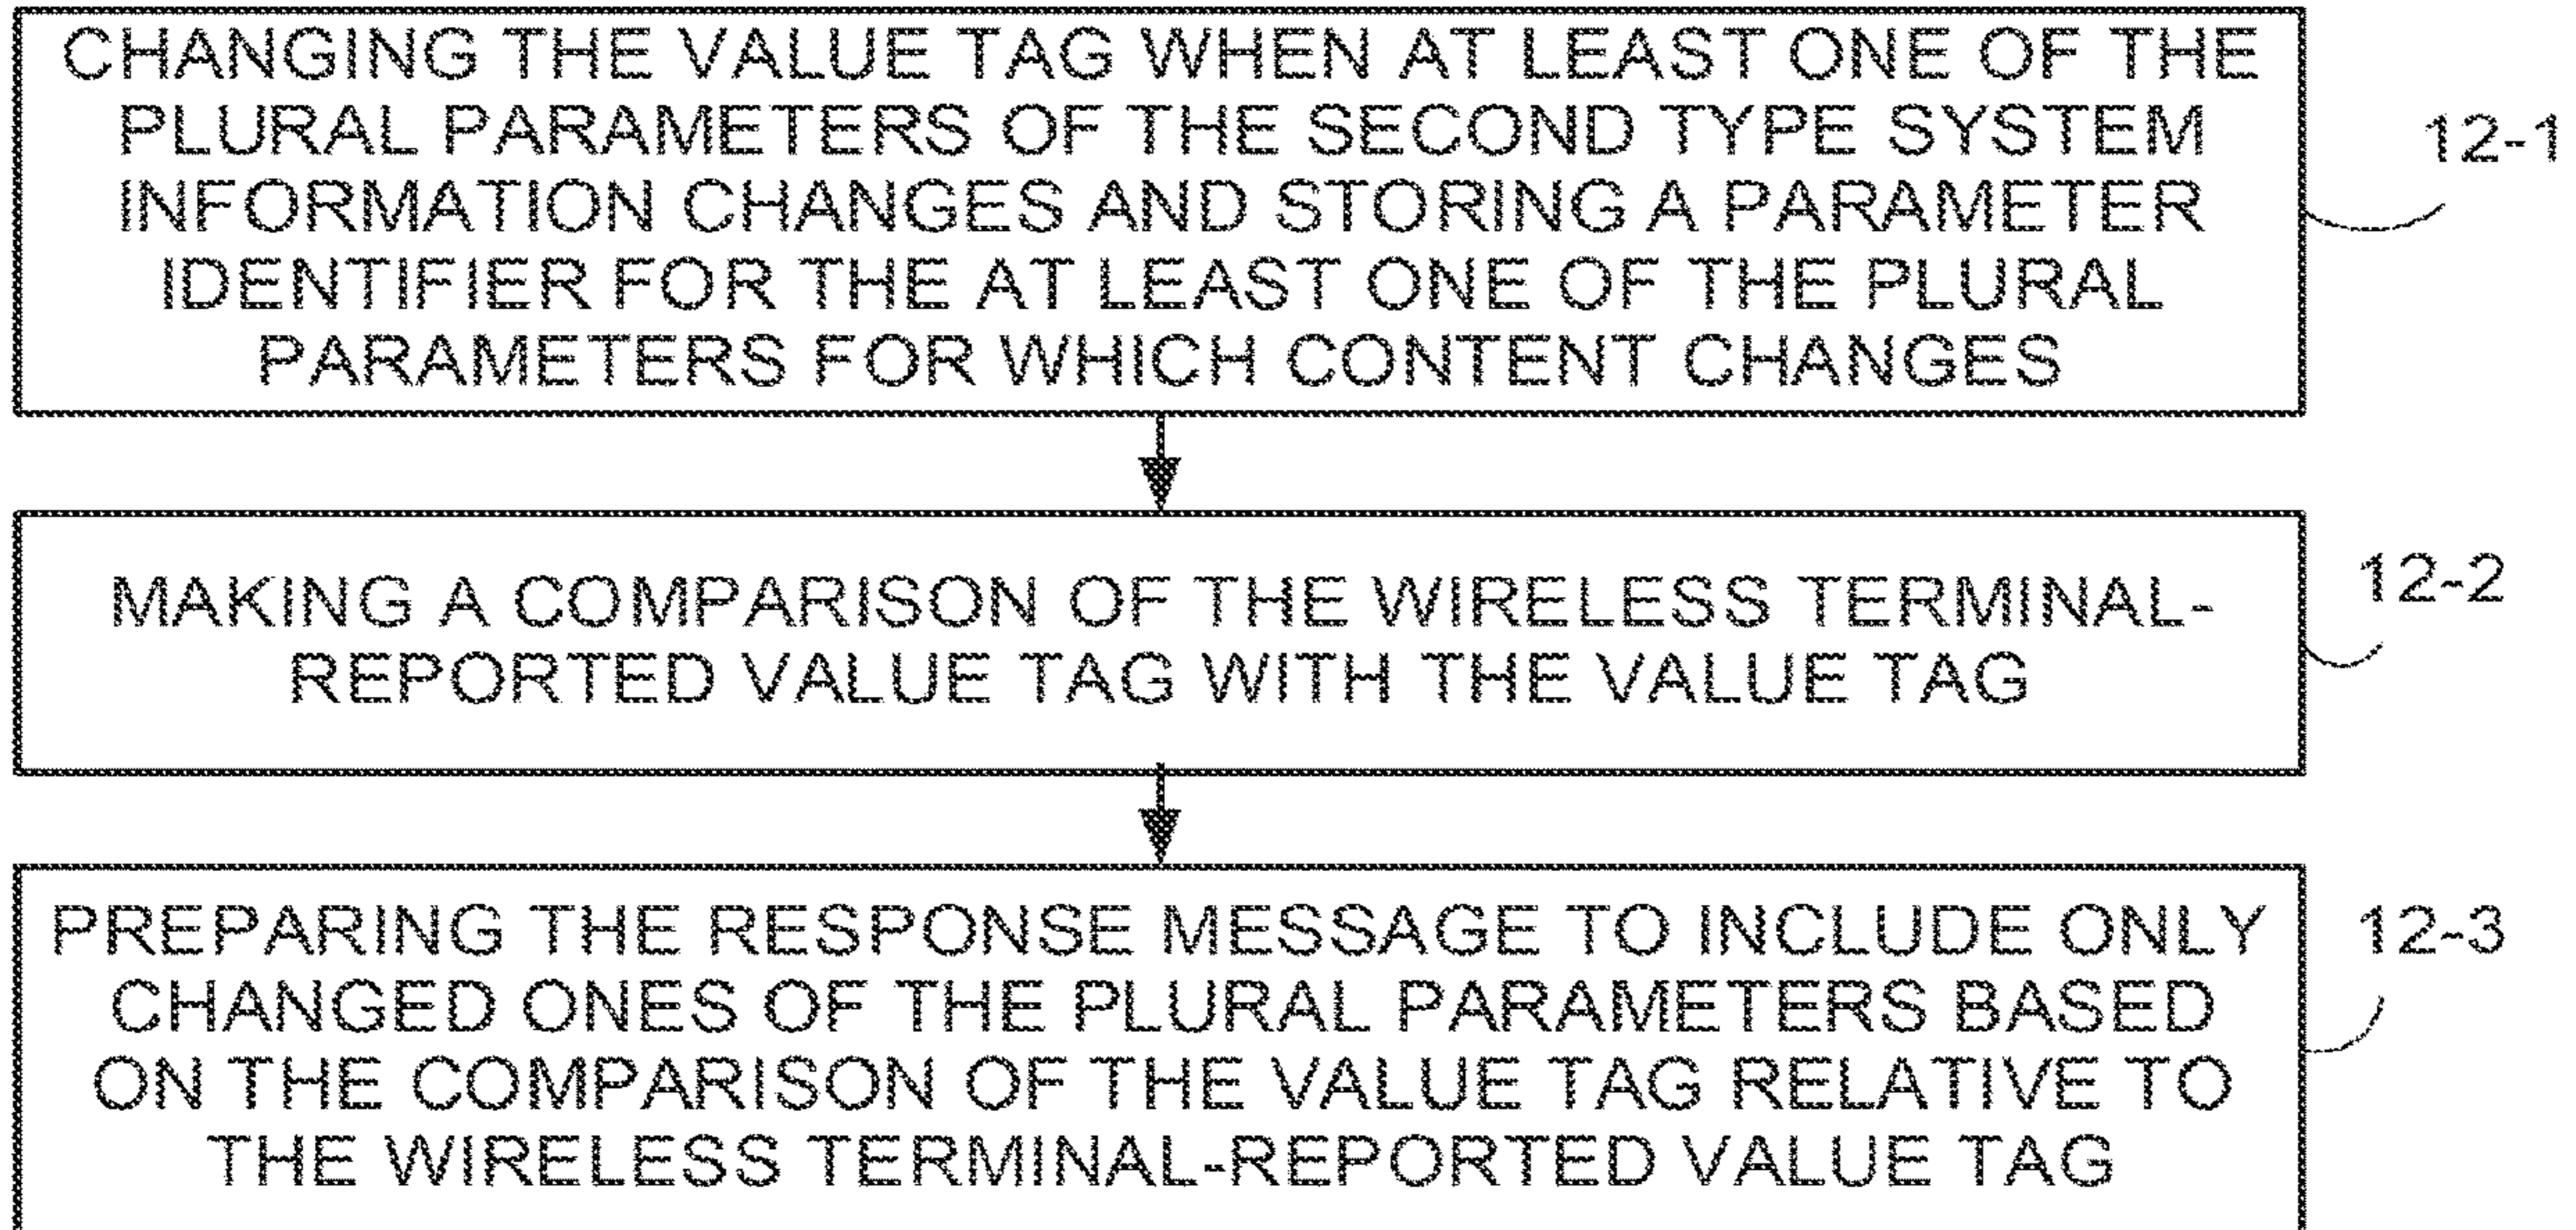 CHANGING THE VALUE TAG WHEN AT LEAST ONE OF THE
PLURAL PARAMETERS OF THE SECOND TYPE SYSTEM
INFORMATION CHANGES AND STORING A PARAMETER
IDENTIFIER FOR THE AT LEAST ONE OF THE PLURAL
PARAMETERS FOR WHICH CONTENT CHANGES
12-1
MAKING A COMPARISON OF THE WIRELESS TERMINAL-
REPORTED VALUE TAG WITH THE VALUE TAG
12-2
PREPARING THE RESPONSE MESSAGE TO INCLUDE ONLY
CHANGED ONES OF THE PLURAL PARAMETERS BASED
ON THE COMPARISON OF THE VALUE TAG RELATIVE TO
THE WIRELESS TERMINAL-REPORTED VALUE TAG
12-3